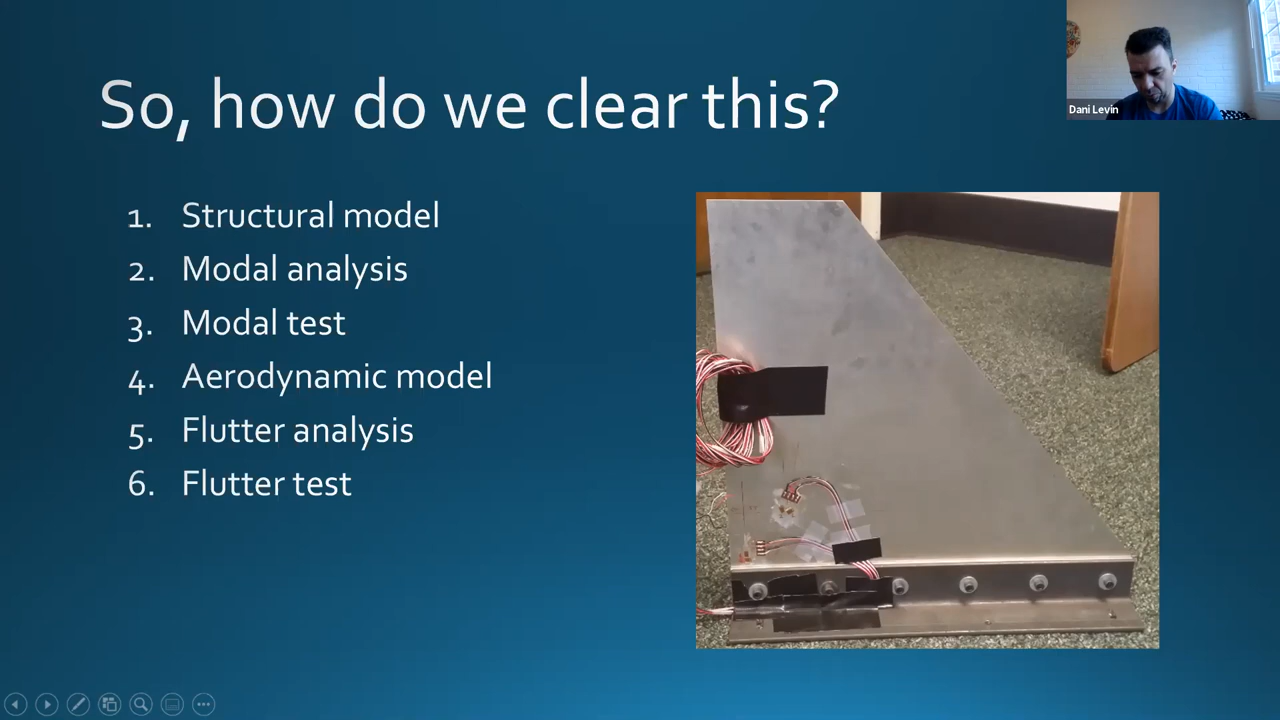 So, how do we clear this?
Dani Levin
1. Structural model
2. Modal analysis
3. Modal test
4. Aerodynamic model
5. Flutter analysis
6. Flutter test